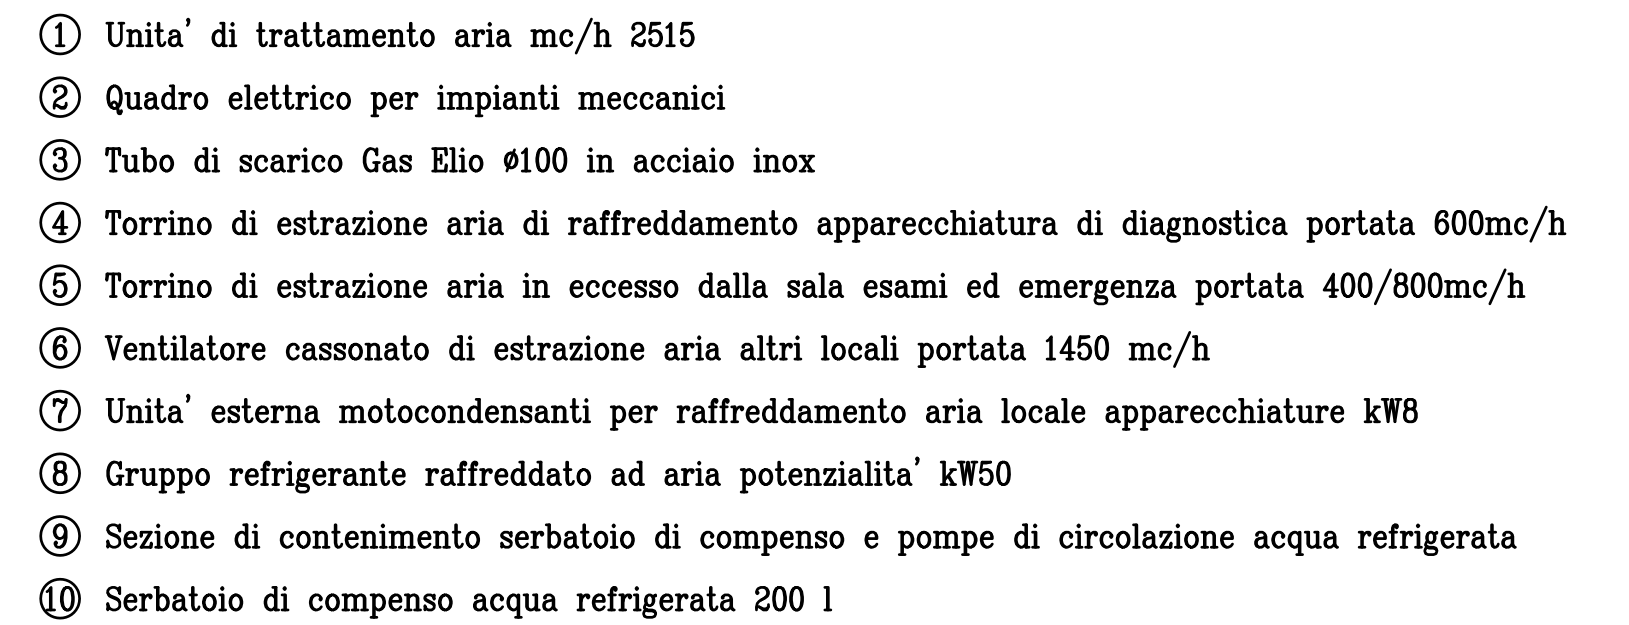 ① Unita' di trattamento aria mc/h 2515
② Quadro elettrico per impianti meccanici
③ Tubo di scarico Gas Elio ø100 in acciaio inox
④ Torrino di estrazione aria di raffreddamento apparecchiatura di diagnostica portata 600mc/h
⑤ Torrino di estrazione aria in eccesso dalla sala esami ed emergenza portata 400/800mc/h
⑥ Ventilatore cassonato di estrazione aria altri locali portata 1450 mc/h
⑦ Unita' esterna motocondensanti per raffreddamento aria locale apparecchiature kW8
⑧ Gruppo refrigerante raffreddato ad aria potenzialita' kW50
⑨ Sezione di contenimento serbatoio di compenso e pompe di circolazione acqua refrigerata
⑩ Serbatoio di compenso acqua refrigerata 200 l